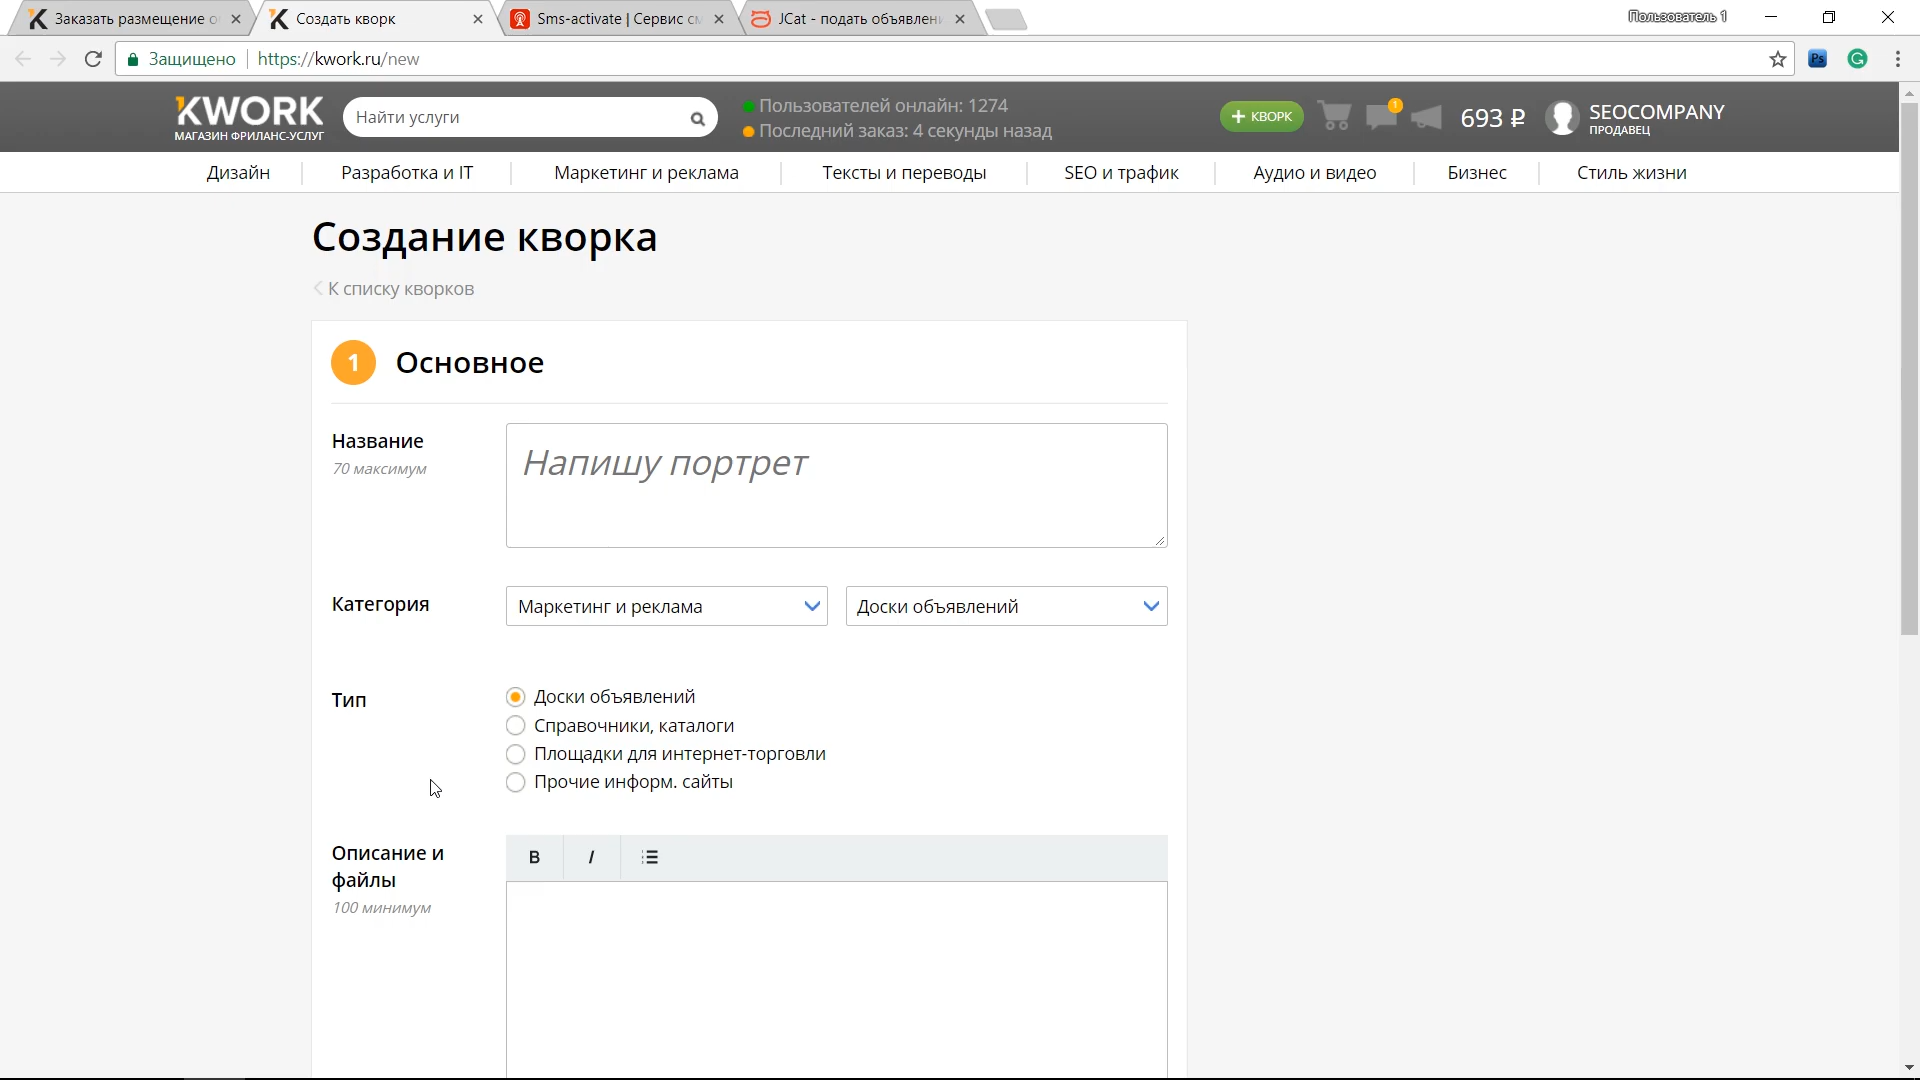 Заказать размещение о
Создать кворк
Sms-activate | Сервис см
JCat - подать объявлени
Пользователь 1
Защищено
https://kwork.ru/new
Ps
G
KWORK
МАГАЗИН ФРИЛАНС-УСЛУГ
Найти услуги
Пользователей онлайн: 1274
Последний заказ: 4 секунды назад
+ КВОРК
1
693 ₽
SEOCOMPANY
ПРОДАВЕЦ
Дизайн
Разработка и IT
Маркетинг и реклама
Тексты и переводы
SEO и трафик
Аудио и видео
Бизнес
Стиль жизни
Создание кворка
К списку кворков
1 Основное
Название
70 максимум
Напишу портрет
Категория
Маркетинг и реклама
Доски объявлений
Тип
Доски объявлений
Справочники, каталоги
Площадки для интернет-торговли
Прочие информ. сайты
Описание и
файлы
100 минимум
B
I